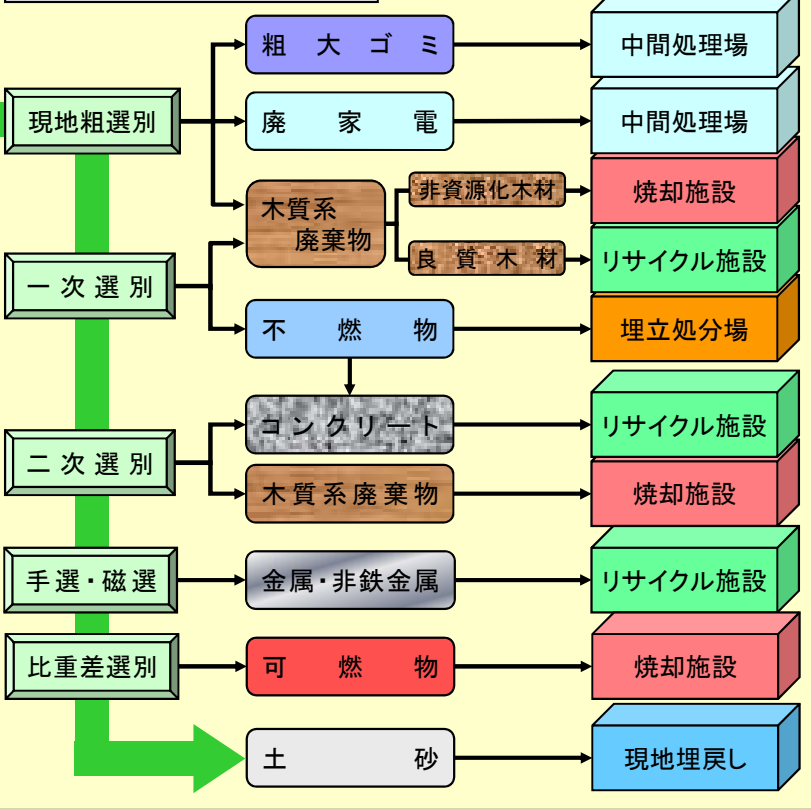 粗大ゴミ
中間処理場
現地粗選別
廃家電
中間処理場
木質系
廃棄物
非資源化木材
焼却施設
良質木材
リサイクル施設
一次選別
不燃物
埋立処分場
コンクリート
リサイクル施設
二次選別
木質系廃棄物
焼却施設
手選・磁選
金属・非鉄金属
リサイクル施設
比重差選別
可燃物
焼却施設
土砂
現地埋戻し